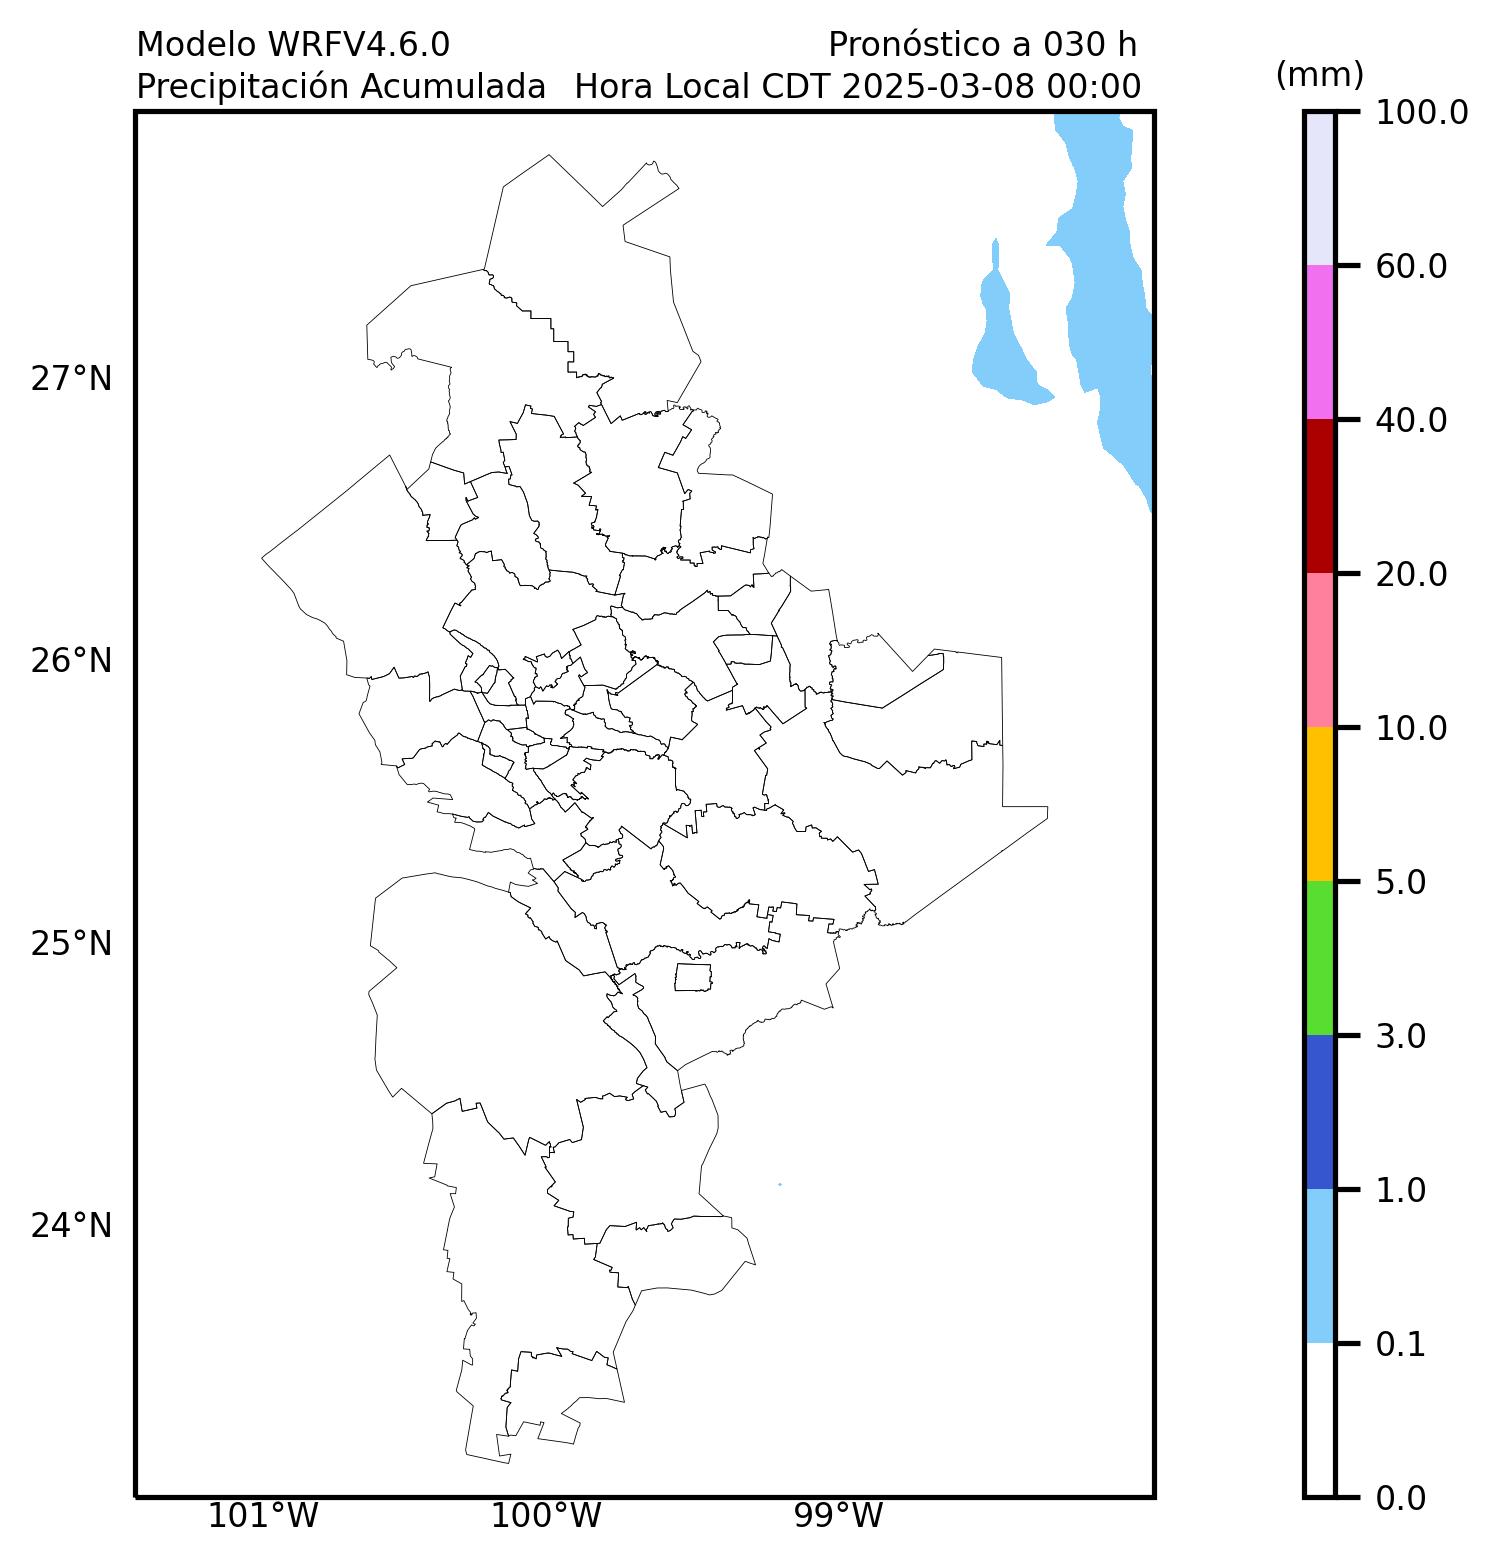 Modelo WRFV4.6.0 Pronóstico a 030 h
Precipitación Acumulada Hora Local CDT 2025-03-08 00:00
(mm)
100.0
60.0
40.0
20.0
10.0
5.0
3.0
1.0
0.1
0.0
27°N
26°N
25°N
24°N
101°W 100°W 99°W